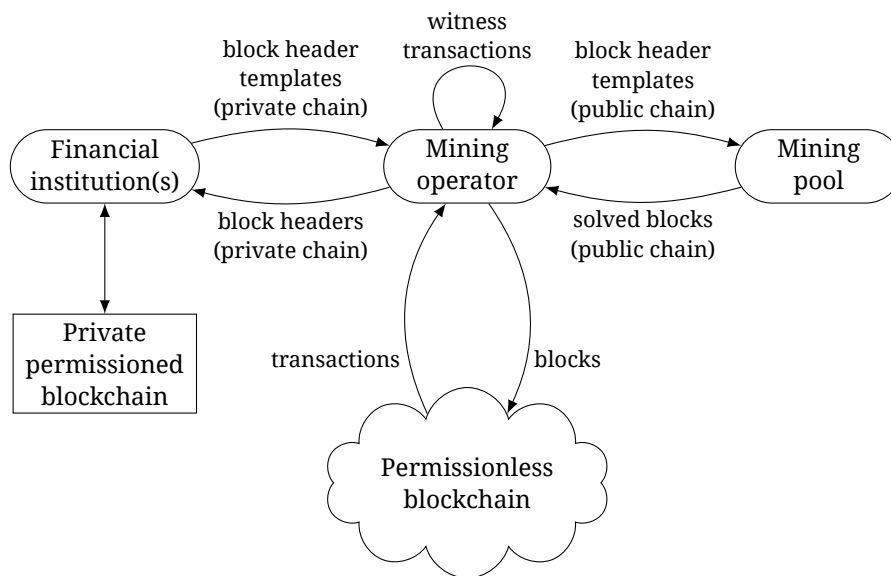 witness
transactions
block header
templates
(private chain)
block header
templates
(public chain)
Financial
institution(s)
Mining
operator
Mining
pool
block headers
(private chain)
solved blocks
(public chain)
Private
permissioned
blockchain
transactions
blocks
Permissionless
blockchain